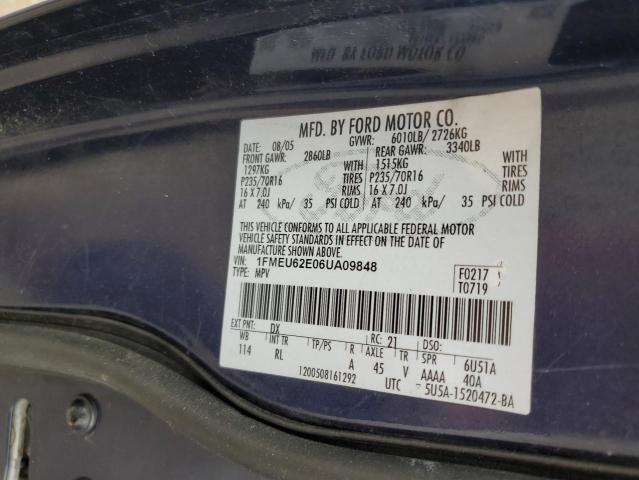 MFD. BY FORD MOTOR CO.
DATE: 08/05 GVWR: 6010LB/2726KG
FRONT GAWR: 2860LB REAR GAWR: 3340LB
1297KG WITH 1515KG WITH
P235/70R16 TIRES P235/70R16 TIRES
16 X 7.0J RIMS 16 X 7.0J RIMS
AT 240 kPa/ 35 PSI COLD AT 240 kPa/ 35 PSI COLD
THIS VEHICLE CONFORMS TO ALL APPLICABLE FEDERAL MOTOR
VEHICLE SAFETY STANDARDS IN EFFECT ON THE DATE OF
MANUFACTURE SHOWN ABOVE.
VIN: 1FMEU62E06UA09848 F0217
TYPE: MPV T0719
EXT PNT: DX RC: 21 DSO: 6U51A
WB INT TR TP/PS R AXLE TR SPR
114 RL A 45 V AAAA 40A
1200508161292 UTC 5U5A-1520472-BA